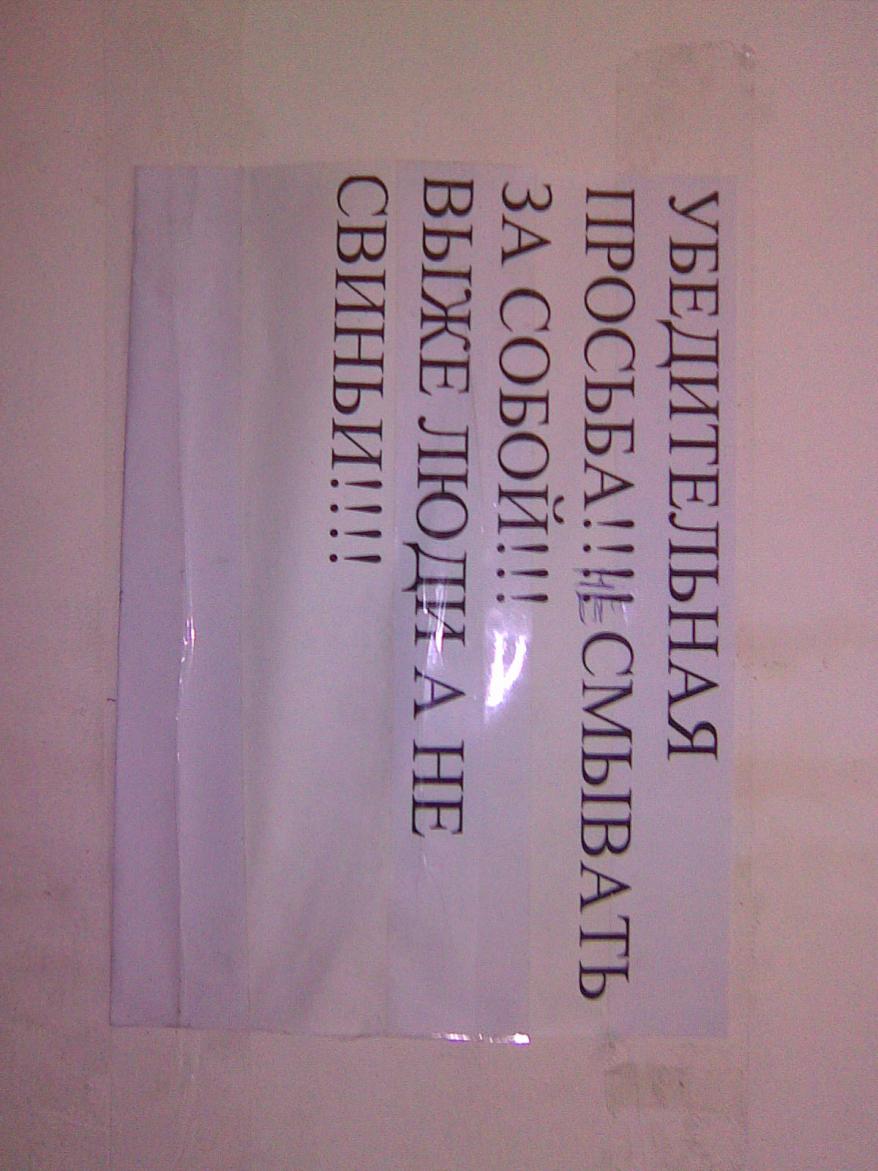 УБЕДИТЕЛЬНАЯ
ПРОСЬБА!!!! НЕ СМЫВАТЬ
ЗА СОБОЙ!!!
ВЫЖЕ ЛЮДИ А НЕ
СВИНЬИ!!!!